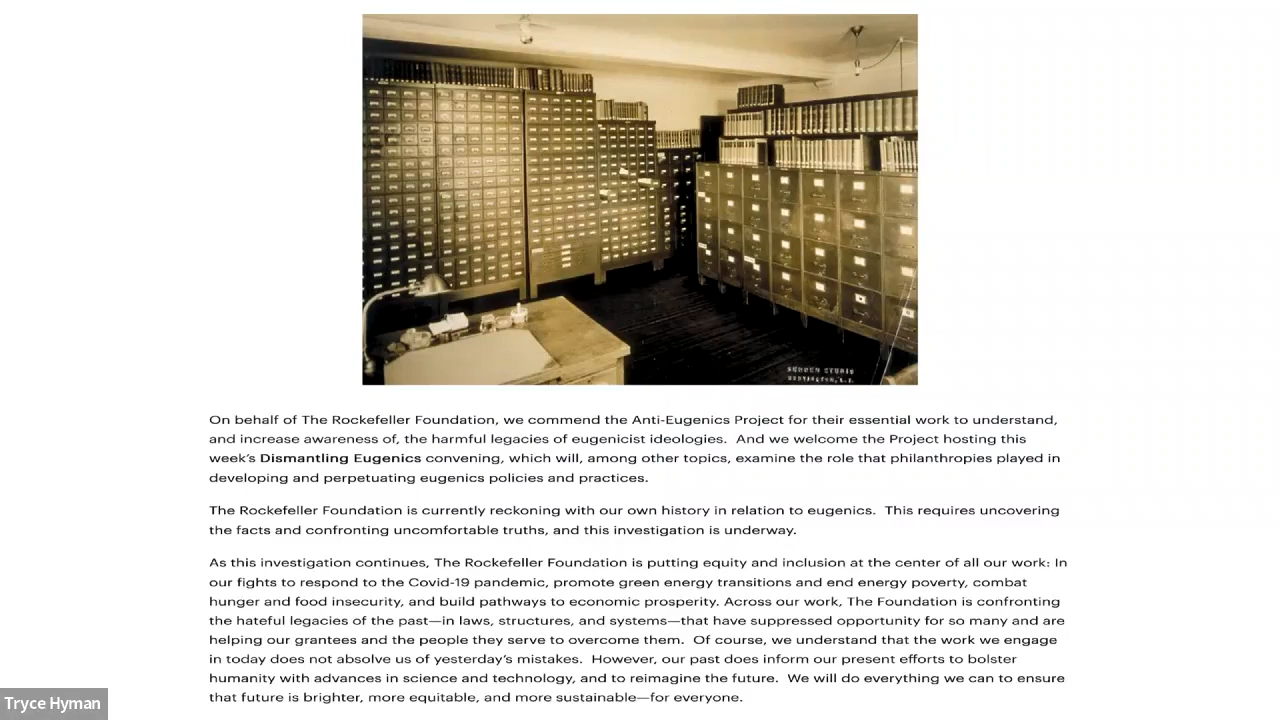 SUNDEN STUDIO
HUNTINGTON, L.I.
On behalf of The Rockefeller Foundation, we commend the Anti-Eugenics Project for their essential work to understand,
and increase awareness of, the harmful legacies of eugenicist ideologies.  And we welcome the Project hosting this
week's Dismantling Eugenics convening, which will, among other topics, examine the role that philanthropies played in
developing and perpetuating eugenics policies and practices.
The Rockefeller Foundation is currently reckoning with our own history in relation to eugenics.  This requires uncovering
the facts and confronting uncomfortable truths, and this investigation is underway.
As this investigation continues, The Rockefeller Foundation is putting equity and inclusion at the center of all our work: In
our fights to respond to the Covid-19 pandemic, promote green energy transitions and end energy poverty, combat
hunger and food insecurity, and build pathways to economic prosperity. Across our work, The Foundation is confronting
the hateful legacies of the past—in laws, structures, and systems—that have suppressed opportunity for so many and are
helping our grantees and the people they serve to overcome them.  Of course, we understand that the work we engage
in today does not absolve us of yesterday's mistakes.  However, our past does inform our present efforts to bolster
humanity with advances in science and technology, and to reimagine the future.  We will do everything we can to ensure
that future is brighter, more equitable, and more sustainable—for everyone.
Tryce Hyman